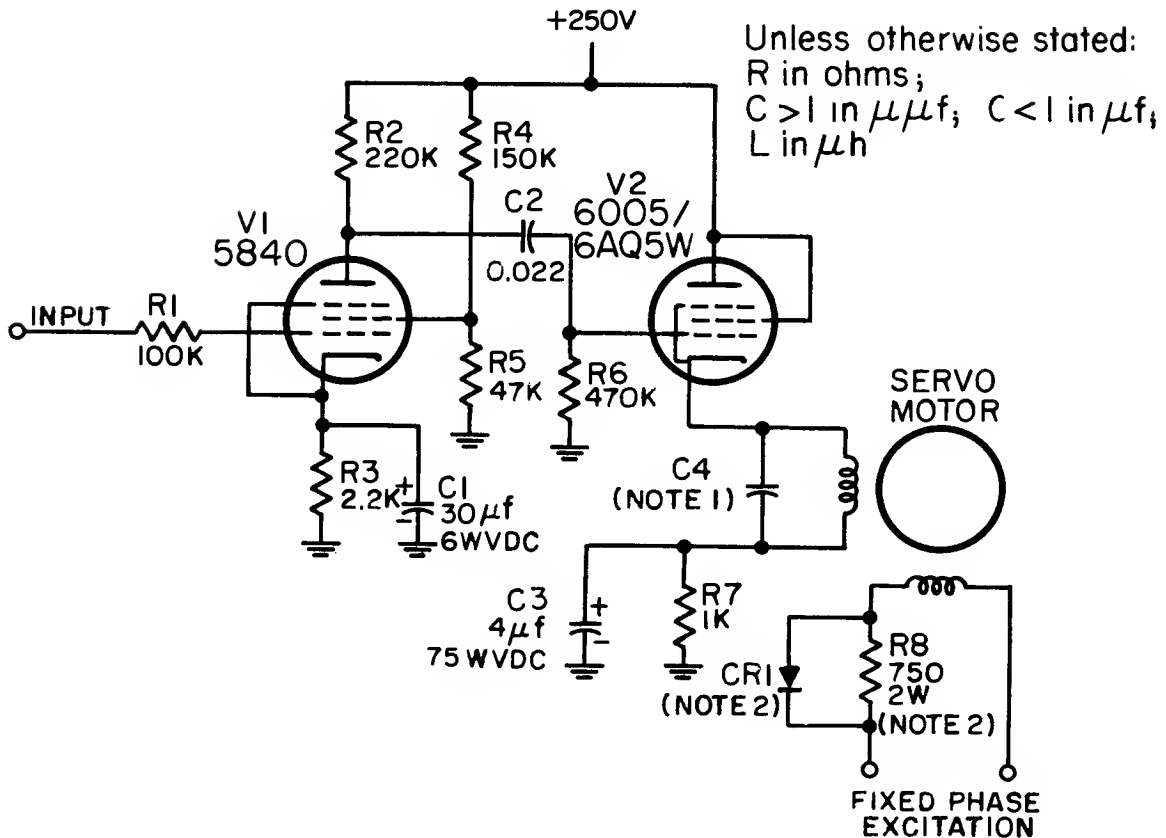 +250V
Unless otherwise stated:
R in ohms;
C >1 in μμf; C <1 in μf;
L in μh
R2
220K
R4
150K
C2
0.022
V2
6005/
6AQ5W
V1
5840
INPUT
R1
100K
R5
47K
R6
470K
SERVO
MOTOR
R3
2.2K
+
-
C1
30μf
6WVDC
C4
(NOTE 1)
C3
4μf
75WVDC
+
-
R7
1K
CR1
(NOTE 2)
R8
750
2W
(NOTE 2)
FIXED PHASE
EXCITATION